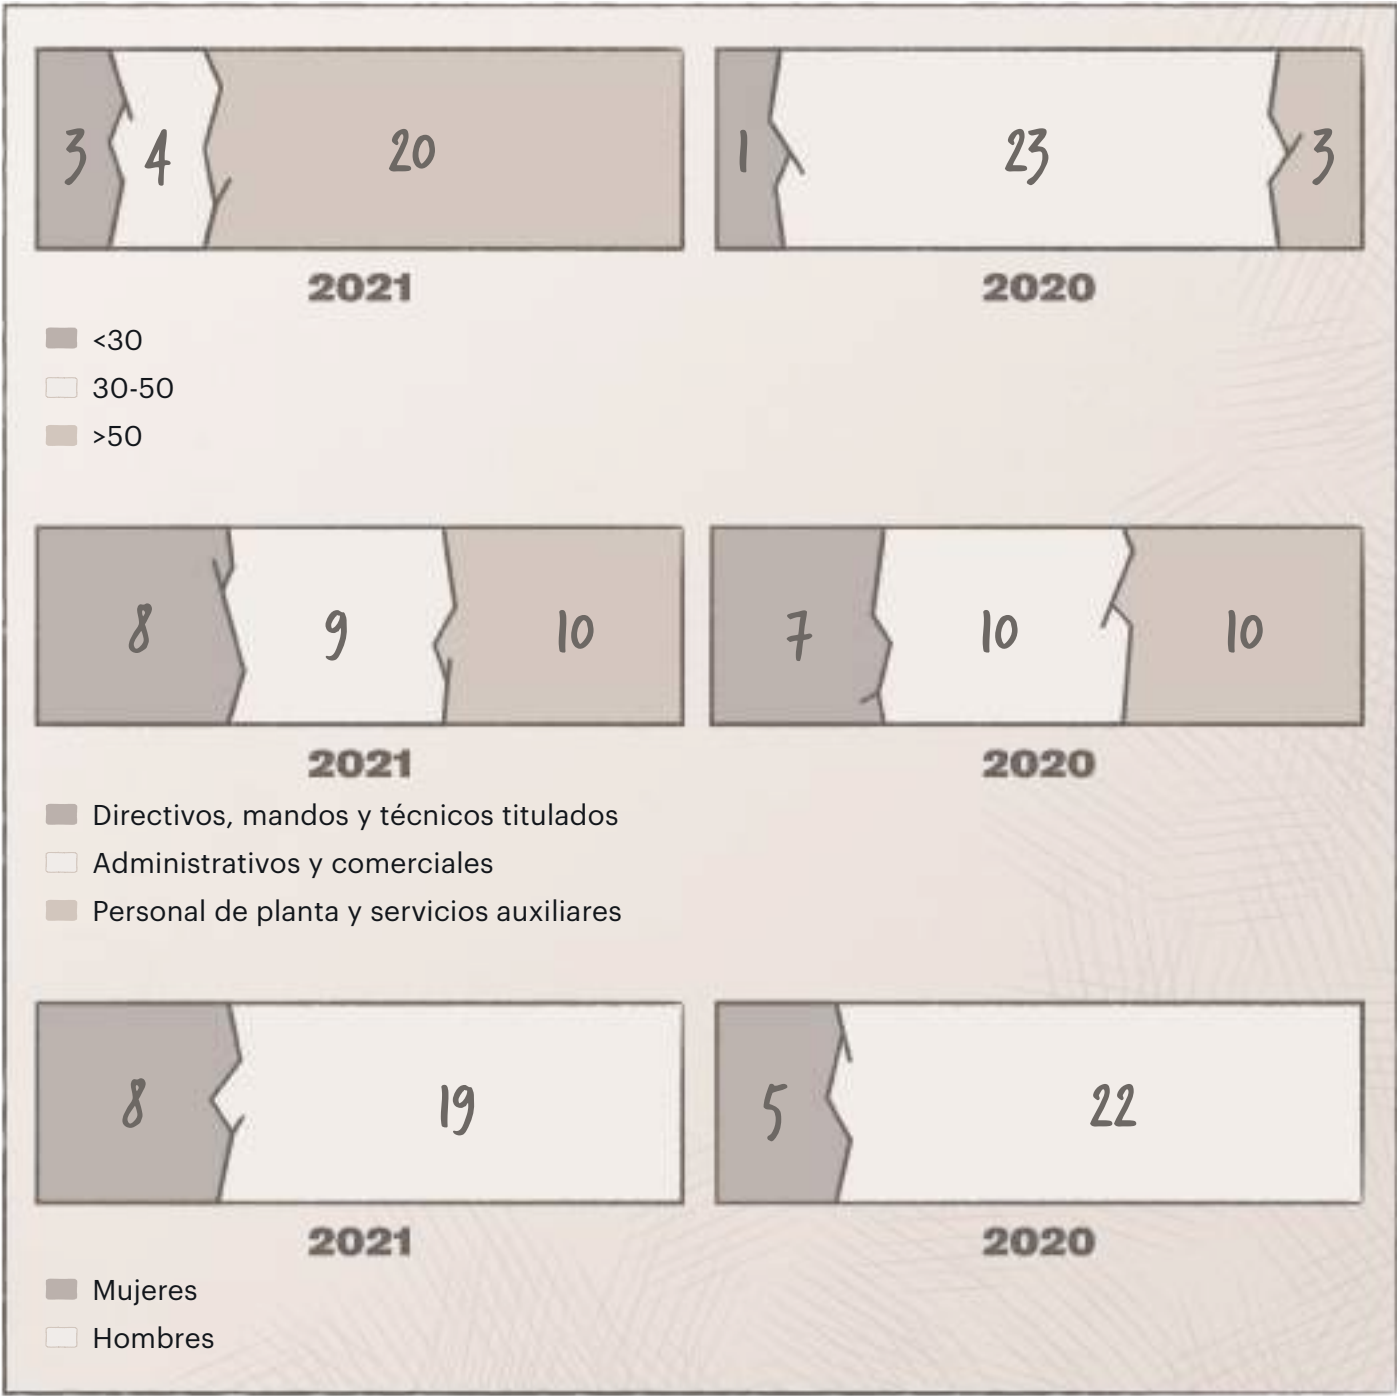 3 4 20 1 23 3
2021 2020
<30
30-50
>50
8 9 10 7 10 10
2021 2020
Directivos, mandos y técnicos titulados
Administrativos y comerciales
Personal de planta y servicios auxiliares
8 19 5 22
2021 2020
Mujeres
Hombres